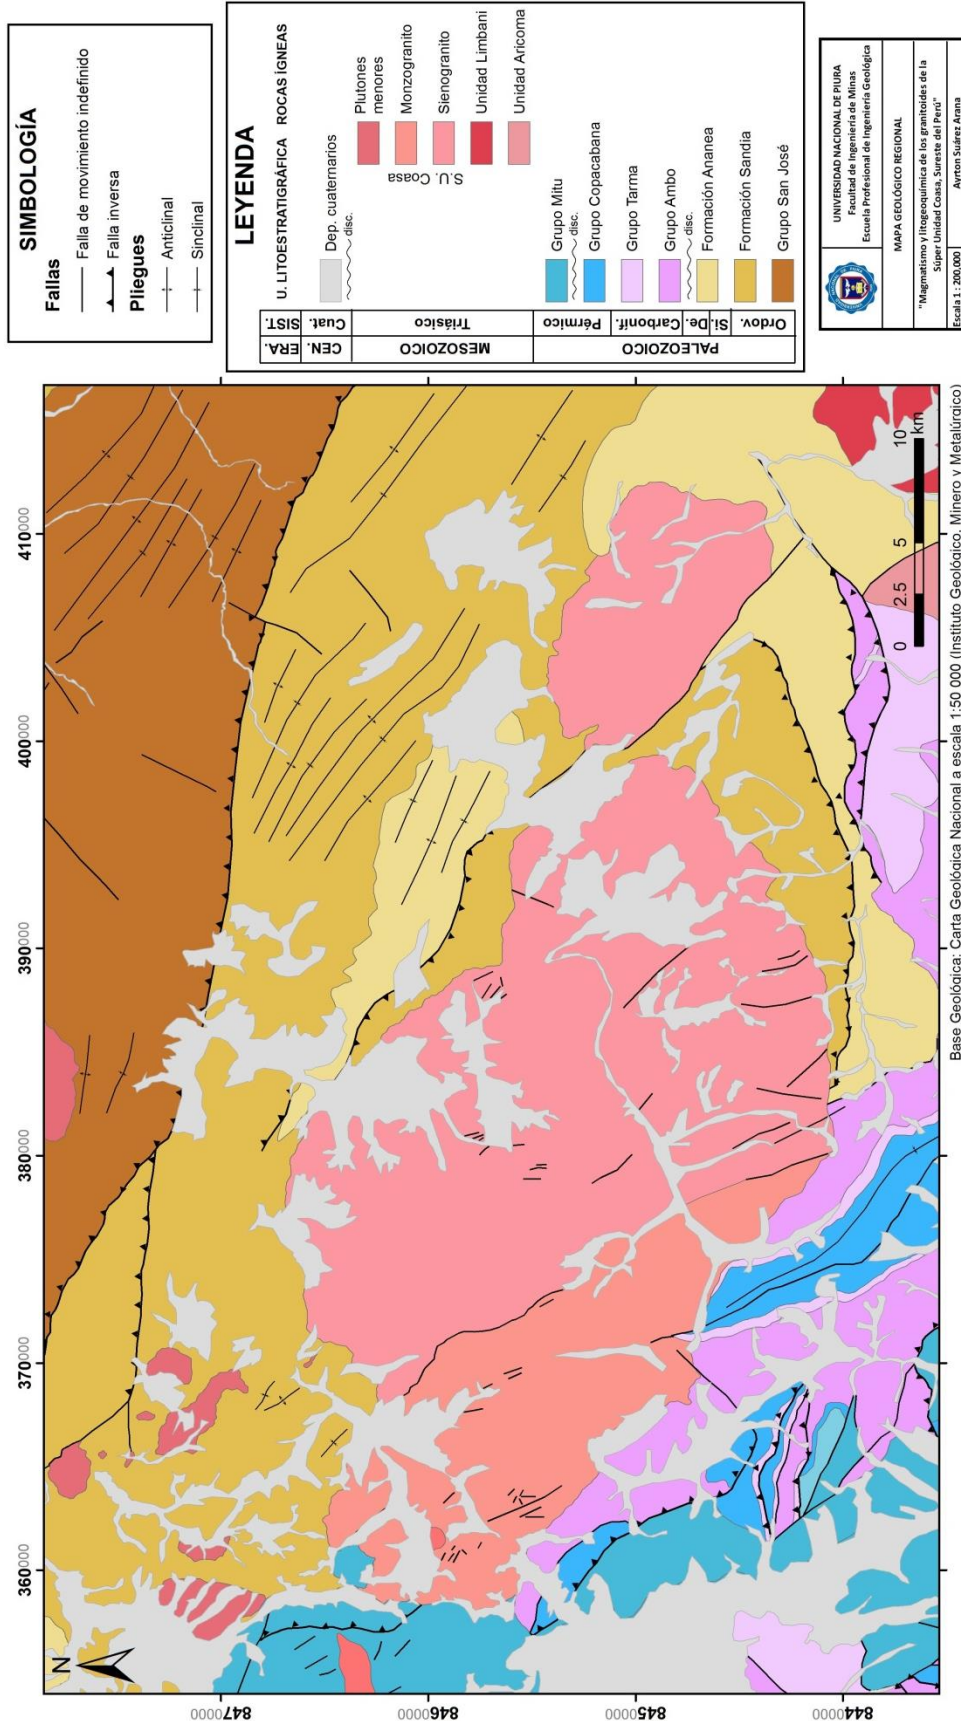 SIMBOLOGÍA
Fallas
Falla de movimiento indefinido
Falla inversa
Pliegues
Anticlinal
Sinclinal
LEYENDA
ERA.
CEN.
SIST.
U. LITOESTRATIGRÁFICA
ROCAS ÍGNEAS
MESOZOICO
PALEOZOICO
Cuat.
Triásico
Pérmico
Carboníf.
De.
Si.
Ordov.
Dep. cuaternarios
disc.
Grupo Mitu
disc.
Grupo Copacabana
Grupo Tarma
Grupo Ambo
disc.
Formación Ananea
Formación Sandia
Grupo San José
S.U. Coasa
Plutones
menores
Monzogranito
Sienogranito
Unidad Limbani
Unidad Aricoma
UNIVERSIDAD NACIONAL DE PIURA
Facultad de Ingeniería de Minas
Escuela Profesional de Ingeniería Geológica
MAPA GEOLÓGICO REGIONAL
"Magmatismo y litogeoquímica de los granitoides de la
Súper Unidad Coasa, Sureste del Perú"
Escala 1 : 200,000
Ayrton Suárez Arana
N
360000
370000
380000
390000
400000
410000
8470000
8460000
8450000
8440000
0
2.5
5
10
km
Base Geológica: Carta Geológica Nacional a escala 1:50 000 (Instituto Geológico, Minero y Metalúrgico)